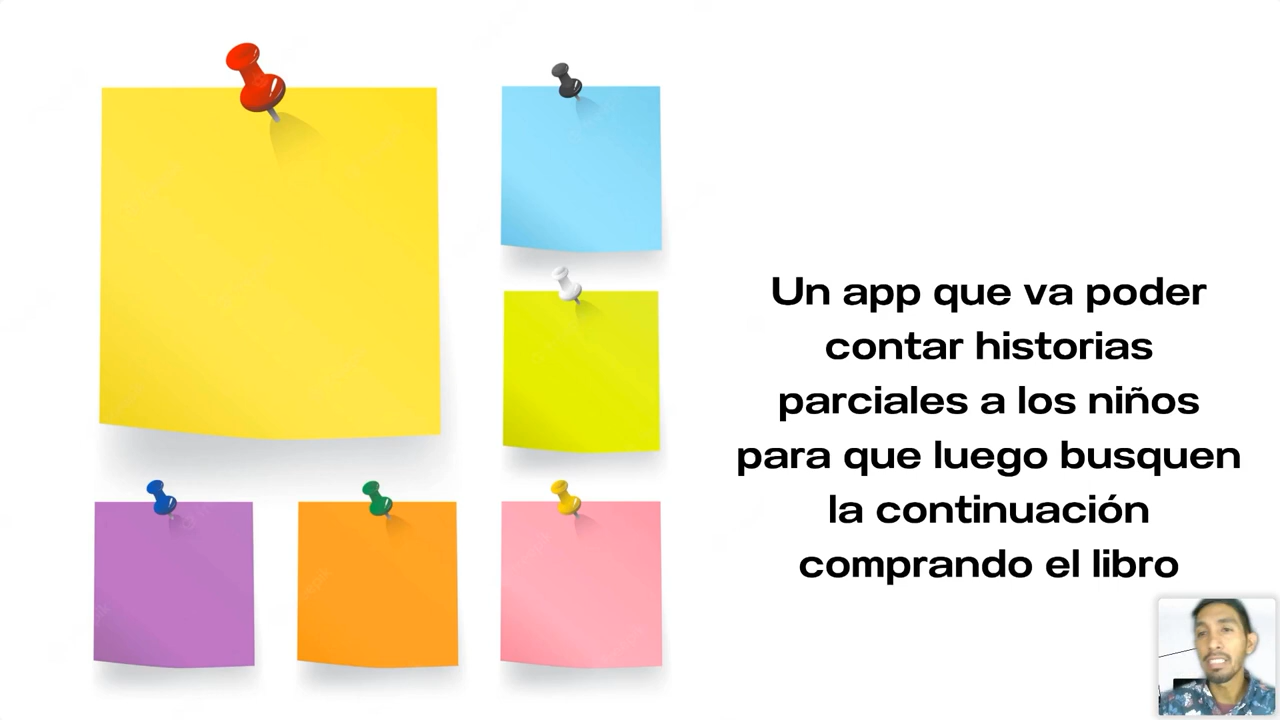 Un app que va poder
contar historias
parciales a los niños
para que luego busquen
la continuación
comprando el libro